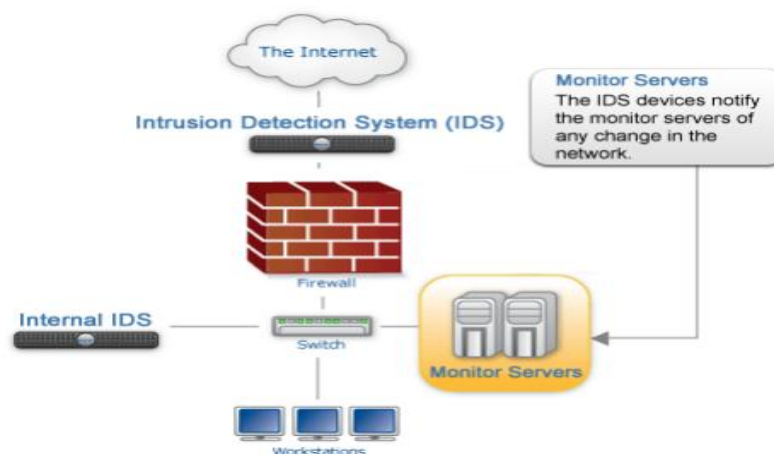 The Internet
Intrusion Detection System (IDS)
Monitor Servers
The IDS devices notify
the monitor servers of
any change in the
network.
Firewall
Internal IDS
Switch
Monitor Servers
Workstations